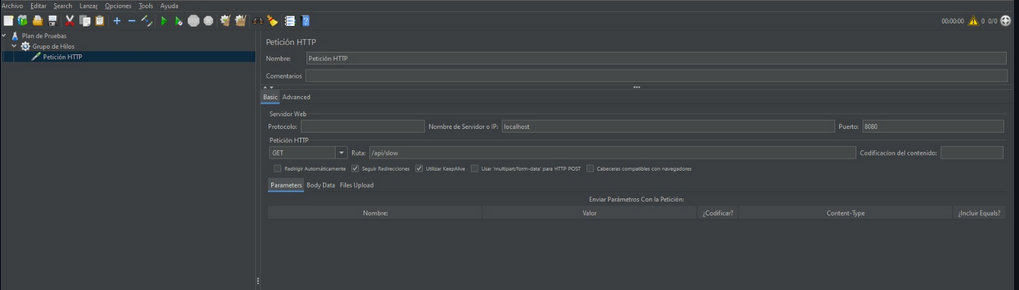 Archivo Editar Search Lanzar Opciones Tools Ayuda
00:00:00 0 0/0
Plan de Pruebas
Grupo de Hilos
Petición HTTP
Petición HTTP
Nombre: Petición HTTP
Comentarios
Basic Advanced
Servidor Web
Protocolo: Nombre de Servidor o IP: localhost Puerto: 8080
Petición HTTP
GET Ruta: /api/slow Codificacion del contenido:
Redirigir Automáticamente Seguir Redirecciones Utilizar KeepAlive Usar 'multipart/form-data' para HTTP POST Cabeceras compatibles con navegadores
Parameters Body Data Files Upload
Enviar Parámetros Con la Petición:
Nombre: Valor ¿Codificar? Content-Type ¿Incluir Equals?